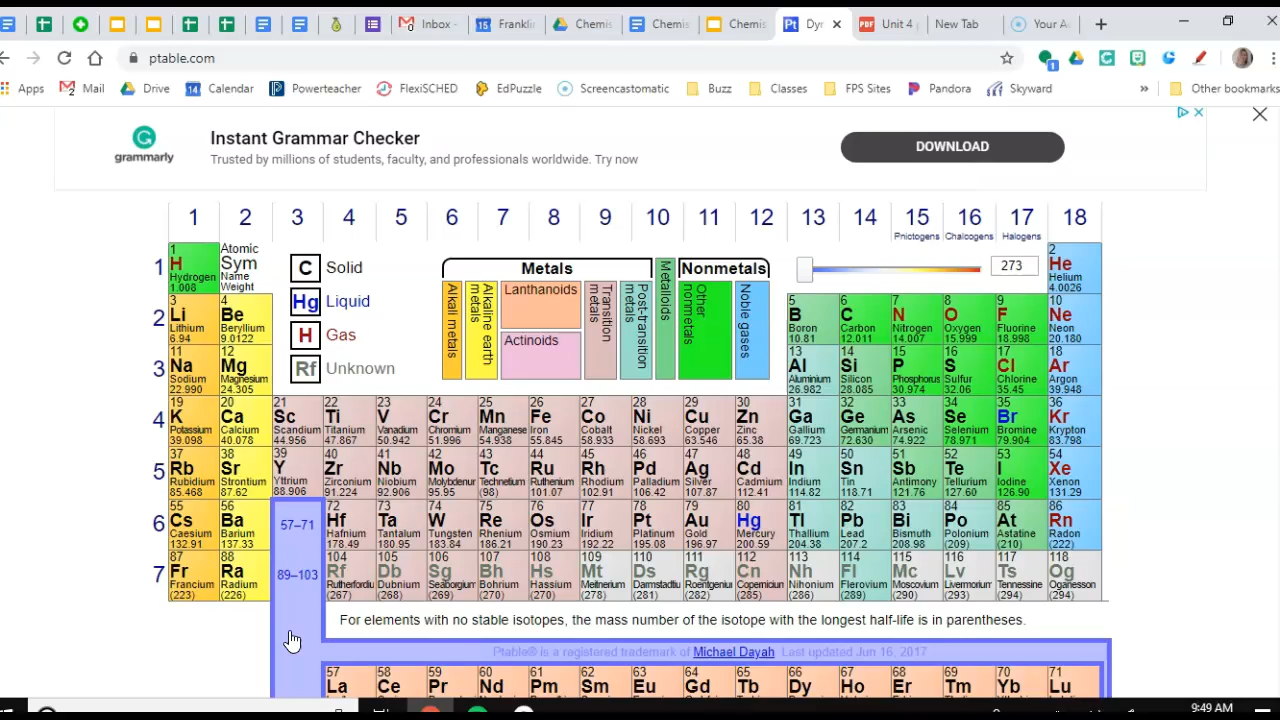 Inbox
Franklin
Chemis
Chemis
Chemis
Pt
Dyn
PDF
Unit 4
New Tab
Your A
ptable.com
Apps
Mail
Drive
Calendar
Powerteacher
FlexiSCHED
EdPuzzle
Screencastomatic
Buzz
Classes
FPS Sites
Pandora
Skyward
»
Other bookmarks
grammarly
Instant Grammar Checker
Trusted by millions of students, faculty, and professionals worldwide. Try now
DOWNLOAD
1 2 3 4 5 6 7 8 9 10 11 12 13 14 15 16 17 18
Pnictogens Chalcogens Halogens
1
1 H Hydrogen 1.008
Atomic
Sym
Name
Weight
C Solid
Hg Liquid
H Gas
Rf Unknown
Metals
Nonmetals
Alkali metals
Alkaline earth metals
Lanthanoids
Actinoids
Transition metals
Post-transition metals
Metalloids
Other nonmetals
Noble gases
273
2 He Helium 4.0026
2
3 Li Lithium 6.94
4 Be Beryllium 9.0122
5 B Boron 10.81
6 C Carbon 12.011
7 N Nitrogen 14.007
8 O Oxygen 15.999
9 F Fluorine 18.998
10 Ne Neon 20.180
3
11 Na Sodium 22.990
12 Mg Magnesium 24.305
13 Al Aluminium 26.982
14 Si Silicon 28.085
15 P Phosphorus 30.974
16 S Sulfur 32.06
17 Cl Chlorine 35.45
18 Ar Argon 39.948
4
19 K Potassium 39.098
20 Ca Calcium 40.078
21 Sc Scandium 44.956
22 Ti Titanium 47.867
23 V Vanadium 50.942
24 Cr Chromium 51.996
25 Mn Manganese 54.938
26 Fe Iron 55.845
27 Co Cobalt 58.933
28 Ni Nickel 58.693
29 Cu Copper 63.546
30 Zn Zinc 65.38
31 Ga Gallium 69.723
32 Ge Germanium 72.630
33 As Arsenic 74.922
34 Se Selenium 78.971
35 Br Bromine 79.904
36 Kr Krypton 83.798
5
37 Rb Rubidium 85.468
38 Sr Strontium 87.62
39 Y Yttrium 88.906
40 Zr Zirconium 91.224
41 Nb Niobium 92.906
42 Mo Molybdenur 95.95
43 Tc Technetium (98)
44 Ru Ruthenium 101.07
45 Rh Rhodium 102.91
46 Pd Palladium 106.42
47 Ag Silver 107.87
48 Cd Cadmium 112.41
49 In Indium 114.82
50 Sn Tin 118.71
51 Sb Antimony 121.76
52 Te Tellurium 127.60
53 I Iodine 126.90
54 Xe Xenon 131.29
6
55 Cs Caesium 132.91
56 Ba Barium 137.33
57–71
72 Hf Hafnium 178.49
73 Ta Tantalum 180.95
74 W Tungsten 183.84
75 Re Rhenium 186.21
76 Os Osmium 190.23
77 Ir Iridium 192.22
78 Pt Platinum 195.08
79 Au Gold 196.97
80 Hg Mercury 200.59
81 Tl Thallium 204.38
82 Pb Lead 207.2
83 Bi Bismuth 208.98
84 Po Polonium (209)
85 At Astatine (210)
86 Rn Radon (222)
7
87 Fr Francium (223)
88 Ra Radium (226)
89–103
104 Rf Rutherfordiu (267)
105 Db Dubnium (268)
106 Sg Seaborgium (269)
107 Bh Bohrium (270)
108 Hs Hassium (270)
109 Mt Meitnerium (278)
110 Ds Darmstadtiu (281)
111 Rg Roentgeniu (282)
112 Cn Copernicium (285)
113 Nh Nihonium (286)
114 Fl Flerovium (289)
115 Mc Moscovium (290)
116 Lv Livermorium (293)
117 Ts Tennessine (294)
118 Og Oganesson (294)
For elements with no stable isotopes, the mass number of the isotope with the longest half-life is in parentheses.
Ptable® is a registered trademark of Michael Dayah Last updated Jun 16, 2017
57 La
58 Ce
59 Pr
60 Nd
61 Pm
62 Sm
63 Eu
64 Gd
65 Tb
66 Dy
67 Ho
68 Er
69 Tm
70 Yb
71 Lu
9:49 AM